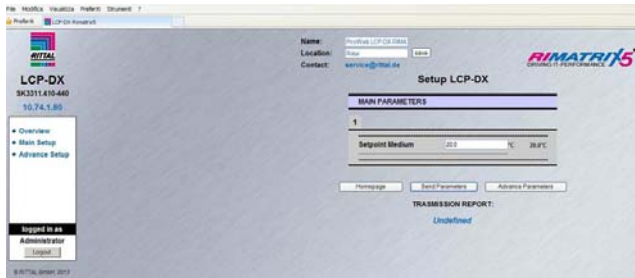 File Modifica Visualizza Preferiti Strumenti ?
Preferiti LCP-DX Rimatrix5
RITTAL
LCP-DX
SK3311.410-440
10.74.1.80
• Overview
• Main Setup
• Advance Setup
logged in as
Administrator
Logout
© RITTAL GmbH, 2013
Name:
Location:
save
Contact: service@rittal.de
RIMATRIX5
DRIVING IT-PERFORMANCE
Setup LCP-DX
MAIN PARAMETERS
1
Setpoint Medium 20.0 °C 20.0°C
Homepage Send Parameters Advance Parameters
TRASMISSION REPORT:
Undefined